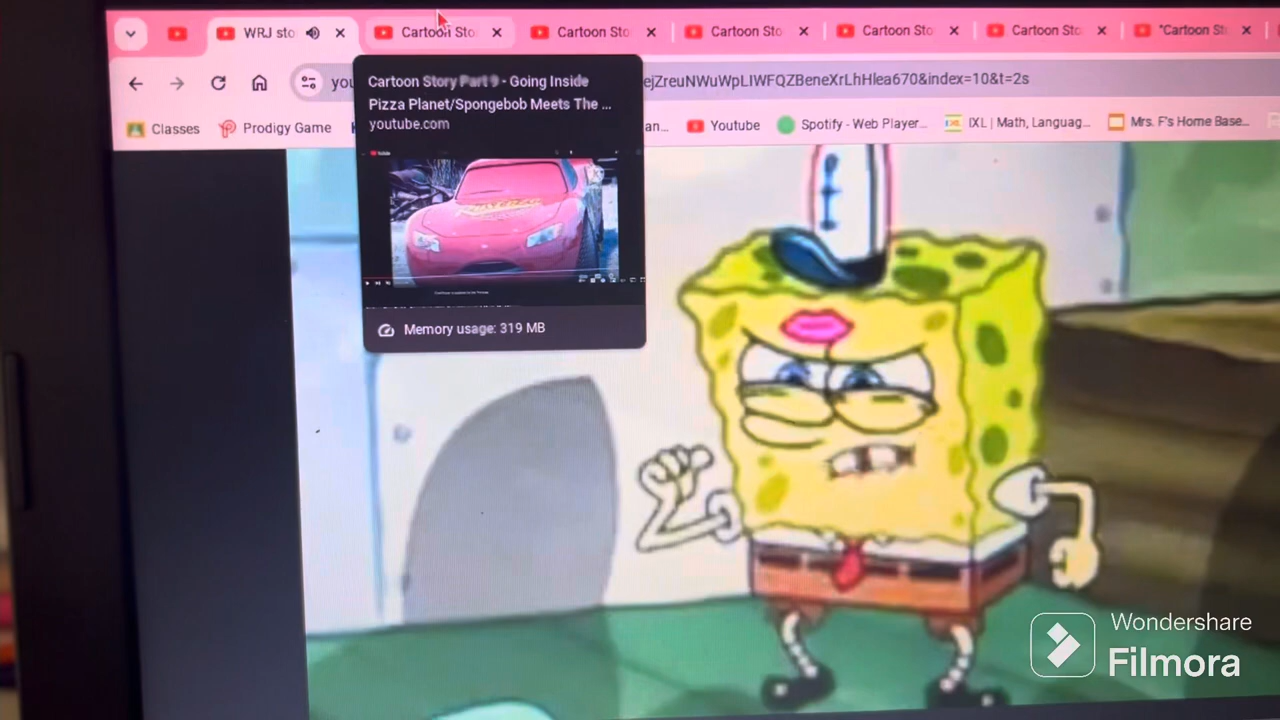 WRJ sto
Cartoon Sto
Cartoon Sto
Cartoon Sto
Cartoon Sto
Cartoon Sto
"Cartoon St
you
ejZreuNWuWpLIWFQZBeneXrLhHlea670&index=10&t=2s
Cartoon Story Part 9 - Going Inside
Pizza Planet/Spongebob Meets The ...
youtube.com
Classes
Prodigy Game
an...
Youtube
Spotify - Web Player...
IXL | Math, Languag...
Mrs. F's Home Base...
Memory usage: 319 MB
Wondershare
Filmora